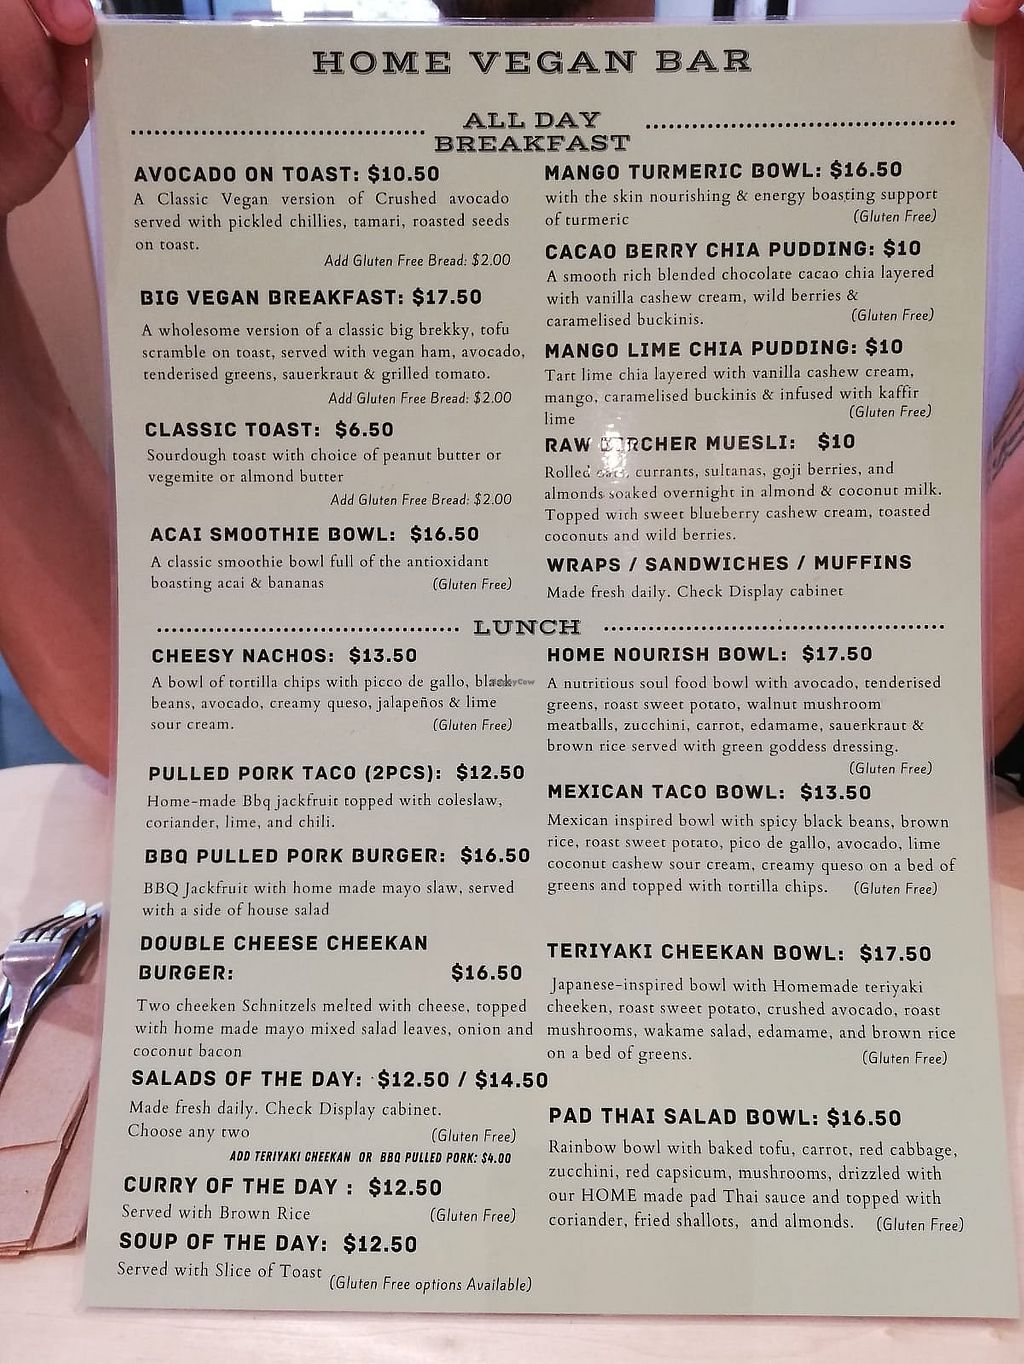 HOME VEGAN BAR
ALL DAY
BREAKFAST
AVOCADO ON TOAST: $10.50
A Classic Vegan version of Crushed avocado
served with pickled chillies, tamari, roasted seeds
on toast.
Add Gluten Free Bread: $2.00
BIG VEGAN BREAKFAST: $17.50
A wholesome version of a classic big brekky, tofu
scramble on toast, served with vegan ham, avocado,
tenderised greens, sauerkraut & grilled tomato.
Add Gluten Free Bread: $2.00
CLASSIC TOAST: $6.50
Sourdough toast with choice of peanut butter or
vegemite or almond butter
Add Gluten Free Bread: $2.00
ACAI SMOOTHIE BOWL: $16.50
A classic smoothie bowl full of the antioxidant
boasting acai & bananas (Gluten Free)
MANGO TURMERIC BOWL: $16.50
with the skin nourishing & energy boasting support
of turmeric (Gluten Free)
CACAO BERRY CHIA PUDDING: $10
A smooth rich blended chocolate cacao chia layered
with vanilla cashew cream, wild berries &
caramelised buckinis. (Gluten Free)
MANGO LIME CHIA PUDDING: $10
Tart lime chia layered with vanilla cashew cream,
mango, caramelised buckinis & infused with kaffir
lime (Gluten Free)
RAW MUESLI: $10
Rolled currants, sultanas, goji berries, and
almonds soaked overnight in almond & coconut milk.
Topped with sweet blueberry cashew cream, toasted
coconuts and wild berries.
WRAPS / SANDWICHES / MUFFINS
Made fresh daily. Check Display cabinet
LUNCH
CHEESY NACHOS: $13.50
A bowl of tortilla chips with picco de gallo, black
beans, avocado, creamy queso, jalapeños & lime
sour cream. (Gluten Free)
PULLED PORK TACO (2PCS): $12.50
Home-made Bbq jackfruit topped with coleslaw,
coriander, lime, and chili.
BBQ PULLED PORK BURGER: $16.50
BBQ Jackfruit with home made mayo slaw, served
with a side of house salad
DOUBLE CHEESE CHEEKAN
BURGER: $16.50
Two cheeken Schnitzels melted with cheese, topped
with home made mayo mixed salad leaves, onion and
coconut bacon
SALADS OF THE DAY: $12.50 / $14.50
Made fresh daily. Check Display cabinet.
Choose any two (Gluten Free)
ADD TERIYAKI CHEEKAN OR BBQ PULLED PORK: $4.00
CURRY OF THE DAY : $12.50
Served with Brown Rice (Gluten Free)
SOUP OF THE DAY: $12.50
Served with Slice of Toast (Gluten Free options Available)
HOME NOURISH BOWL: $17.50
A nutritious soul food bowl with avocado, tenderised
greens, roast sweet potato, walnut mushroom
meatballs, zucchini, carrot, edamame, sauerkraut &
brown rice served with green goddess dressing.
(Gluten Free)
MEXICAN TACO BOWL: $13.50
Mexican inspired bowl with spicy black beans, brown
rice, roast sweet potato, pico de gallo, avocado, lime
coconut cashew sour cream, creamy queso on a bed of
greens and topped with tortilla chips. (Gluten Free)
TERIYAKI CHEEKAN BOWL: $17.50
Japanese-inspired bowl with Homemade teriyaki
cheeken, roast sweet potato, crushed avocado, roast
mushrooms, wakame salad, edamame, and brown rice
on a bed of greens. (Gluten Free)
PAD THAI SALAD BOWL: $16.50
Rainbow bowl with baked tofu, carrot, red cabbage,
zucchini, red capsicum, mushrooms, drizzled with
our HOME made pad Thai sauce and topped with
coriander, fried shallots, and almonds. (Gluten Free)